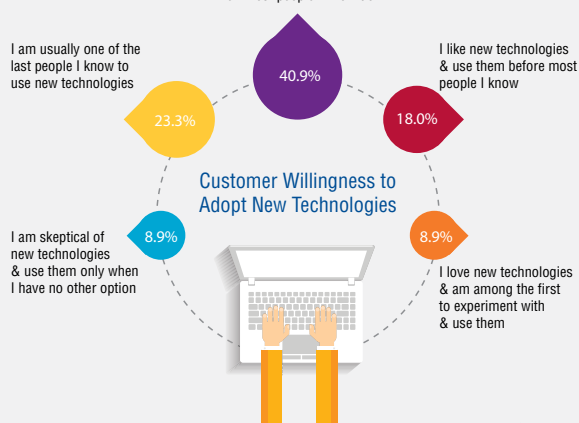 I am usually one of the
last people I know to
use new technologies
40.9%
I like new technologies
& use them before most
people I know
23.3%
18.0%
Customer Willingness to
Adopt New Technologies
I am skeptical of
new technologies
& use them only when
I have no other option
8.9%
8.9%
I love new technologies
& am among the first
to experiment with
& use them